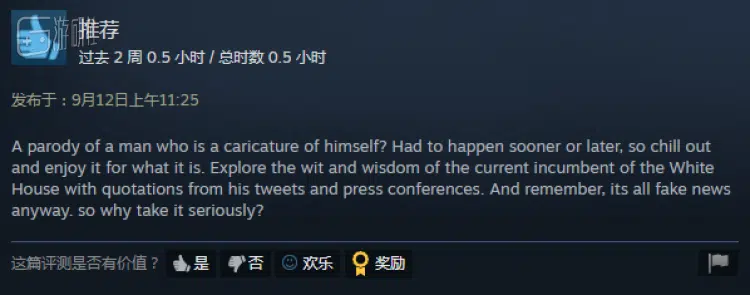 游研社
推荐
过去 2 周 0.5 小时 / 总时数 0.5 小时
发布于：9月12日上午11:25
A parody of a man who is a caricature of himself? Had to happen sooner or later, so chill out
and enjoy it for what it is. Explore the wit and wisdom of the current incumbent of the White
House with quotations from his tweets and press conferences. And remember, its all fake news
anyway. so why take it seriously?
这篇评测是否有价值？ 是 否 欢乐 奖励